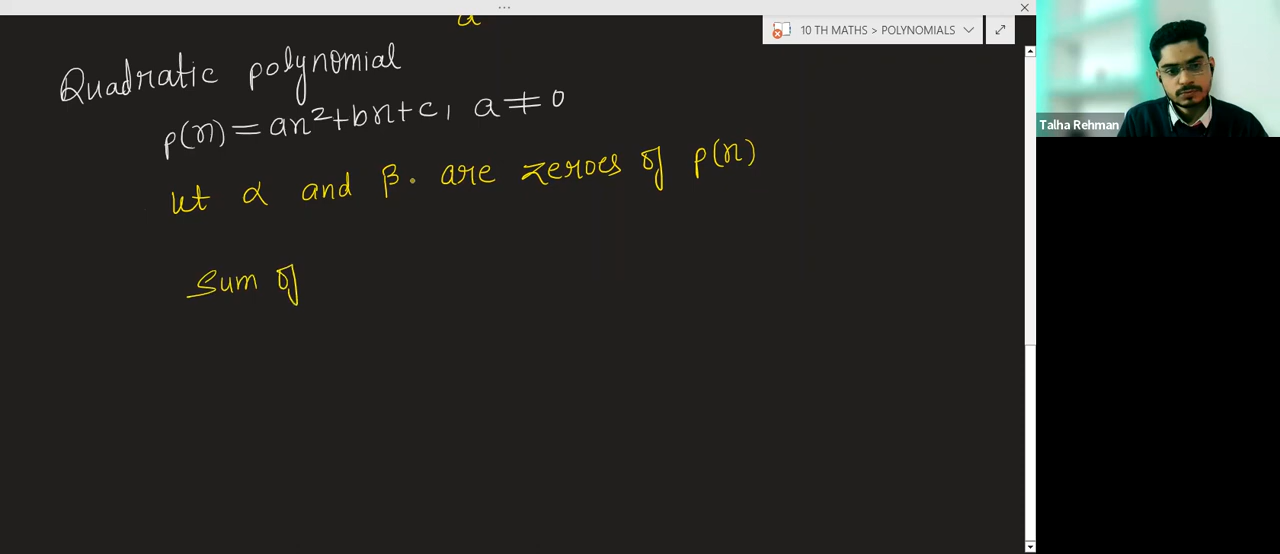 a
10 TH MATHS > POLYNOMIALS
Quadratic polynomial
p(x) = ax²+bx+c, a ≠ 0
Let α and β. are zeroes of p(x)
Sum of
Talha Rehman